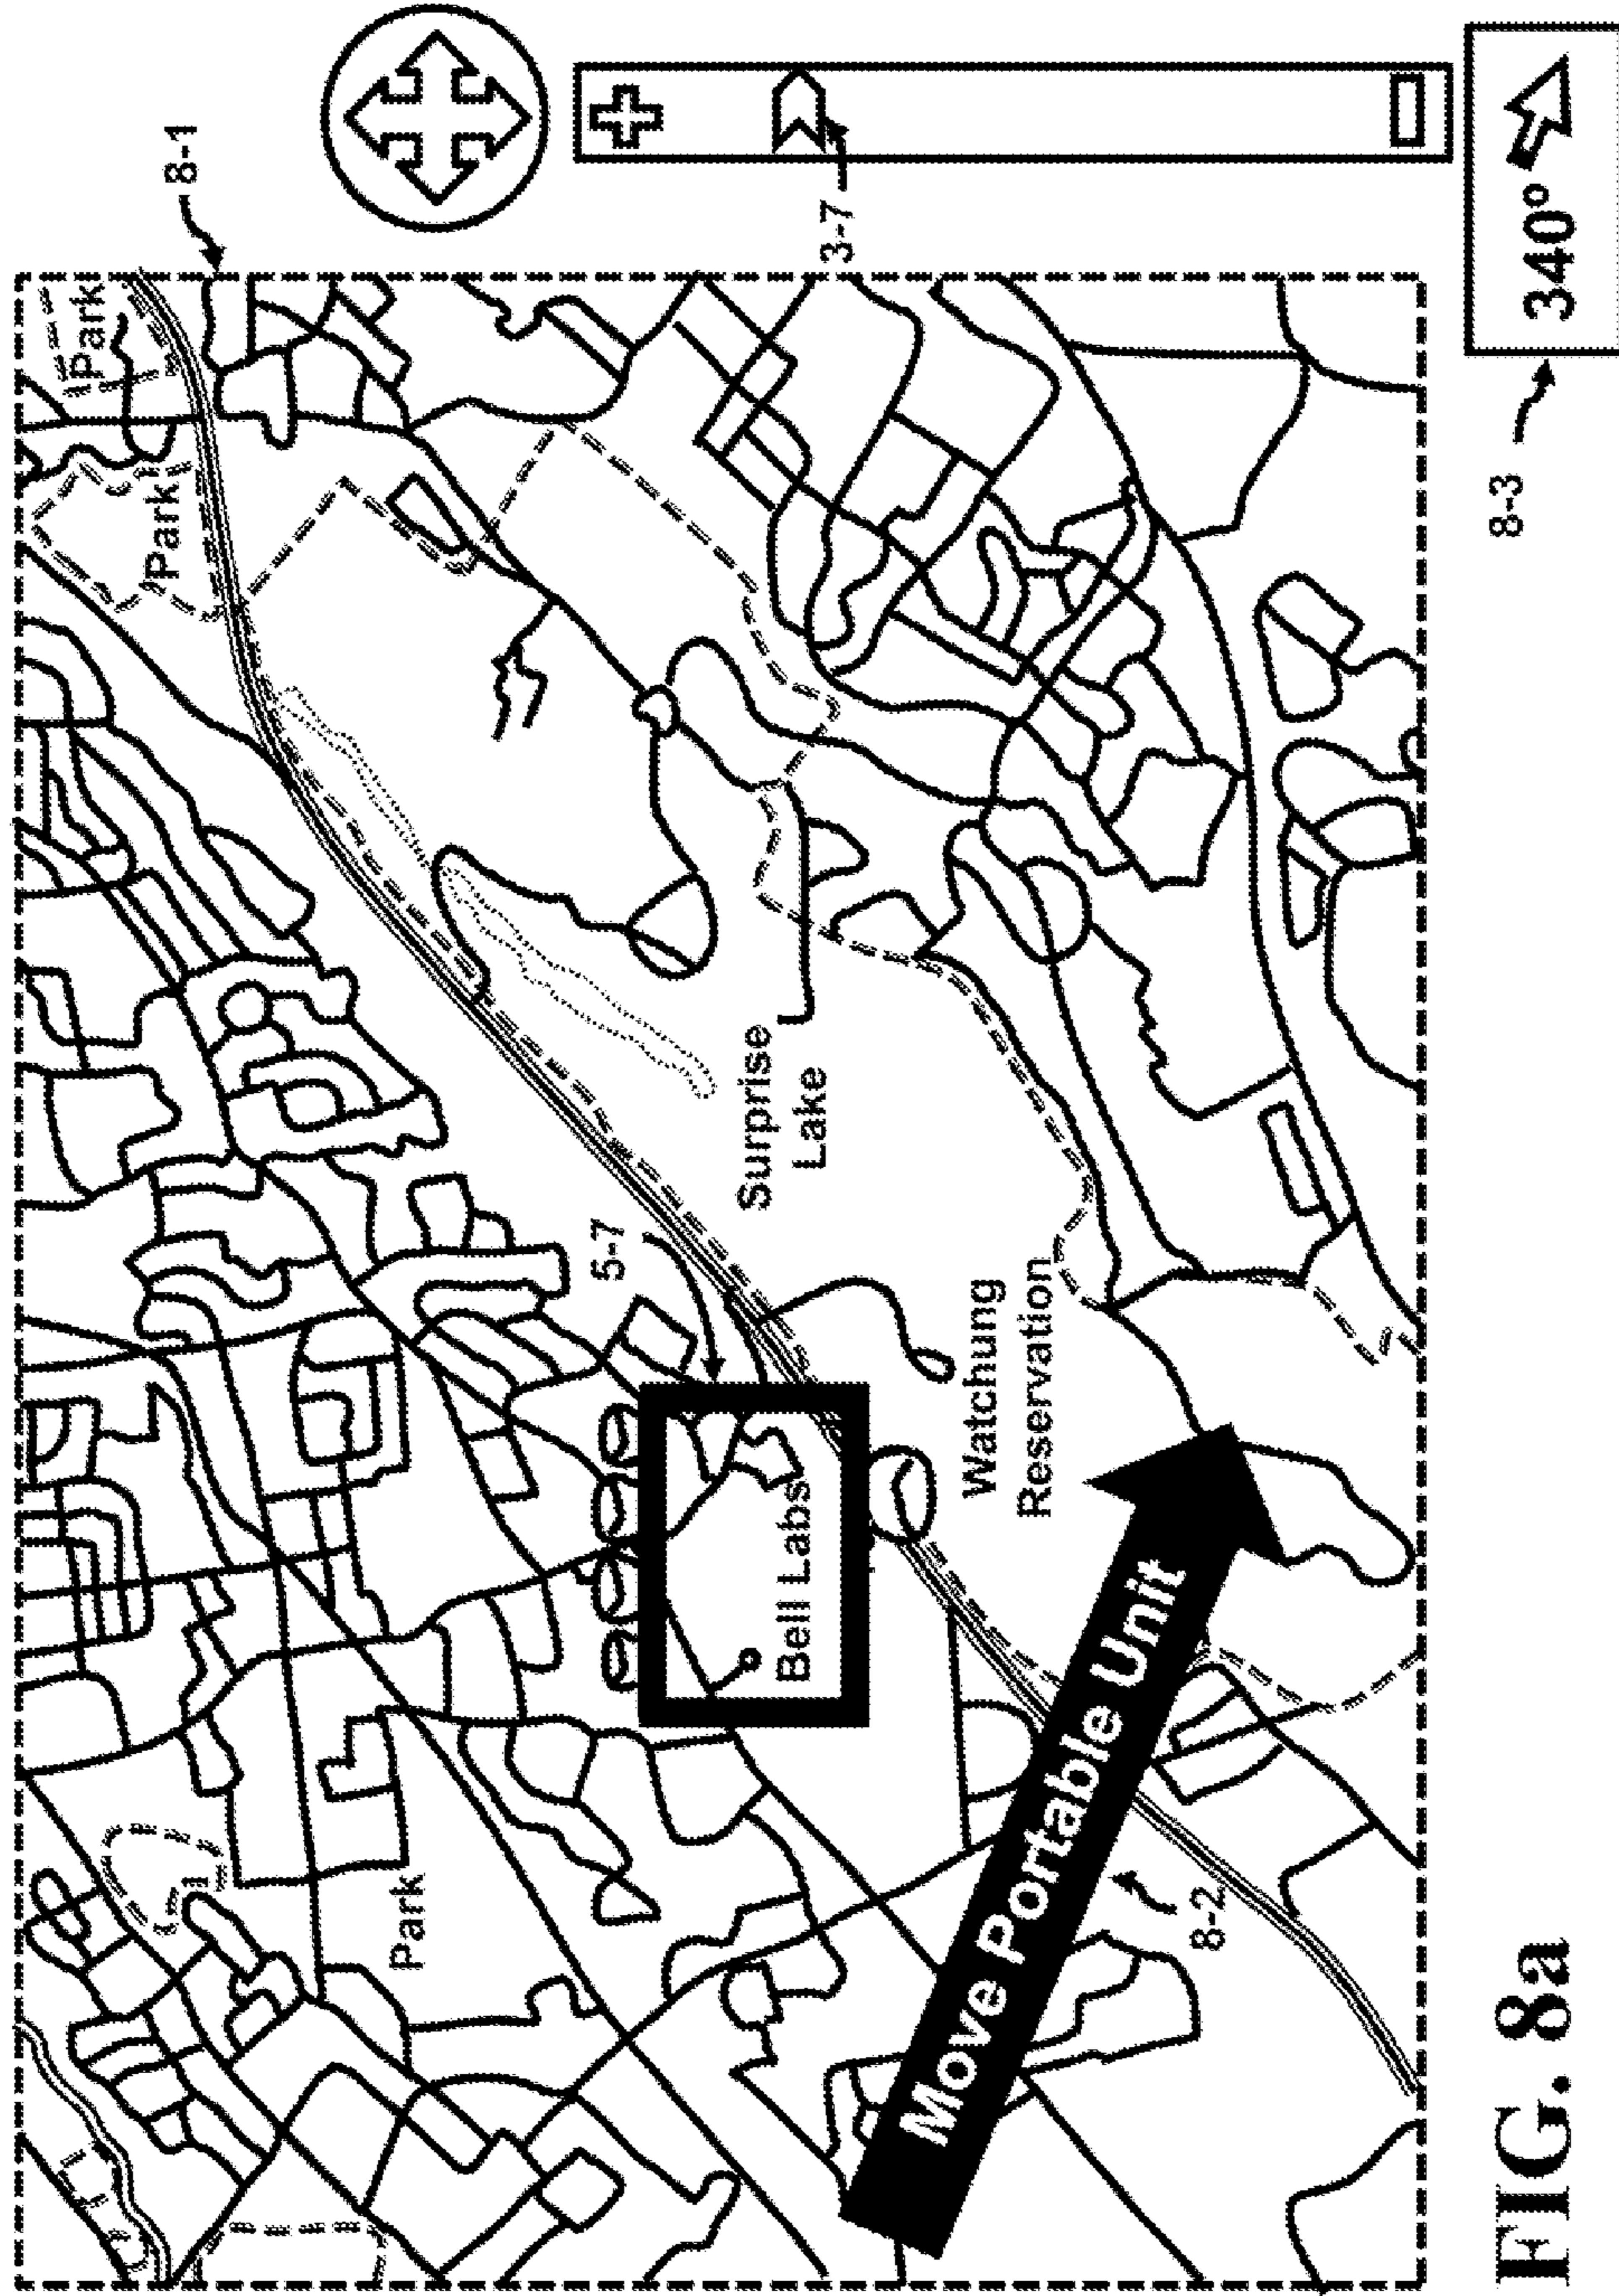 8-1
Park
Park
3-7
340°
8-3
Surprise
Lake
5-7
Watchung
Reservation
Bell Labs
Move Portable Unit
8-2
Park
FIG. 8a